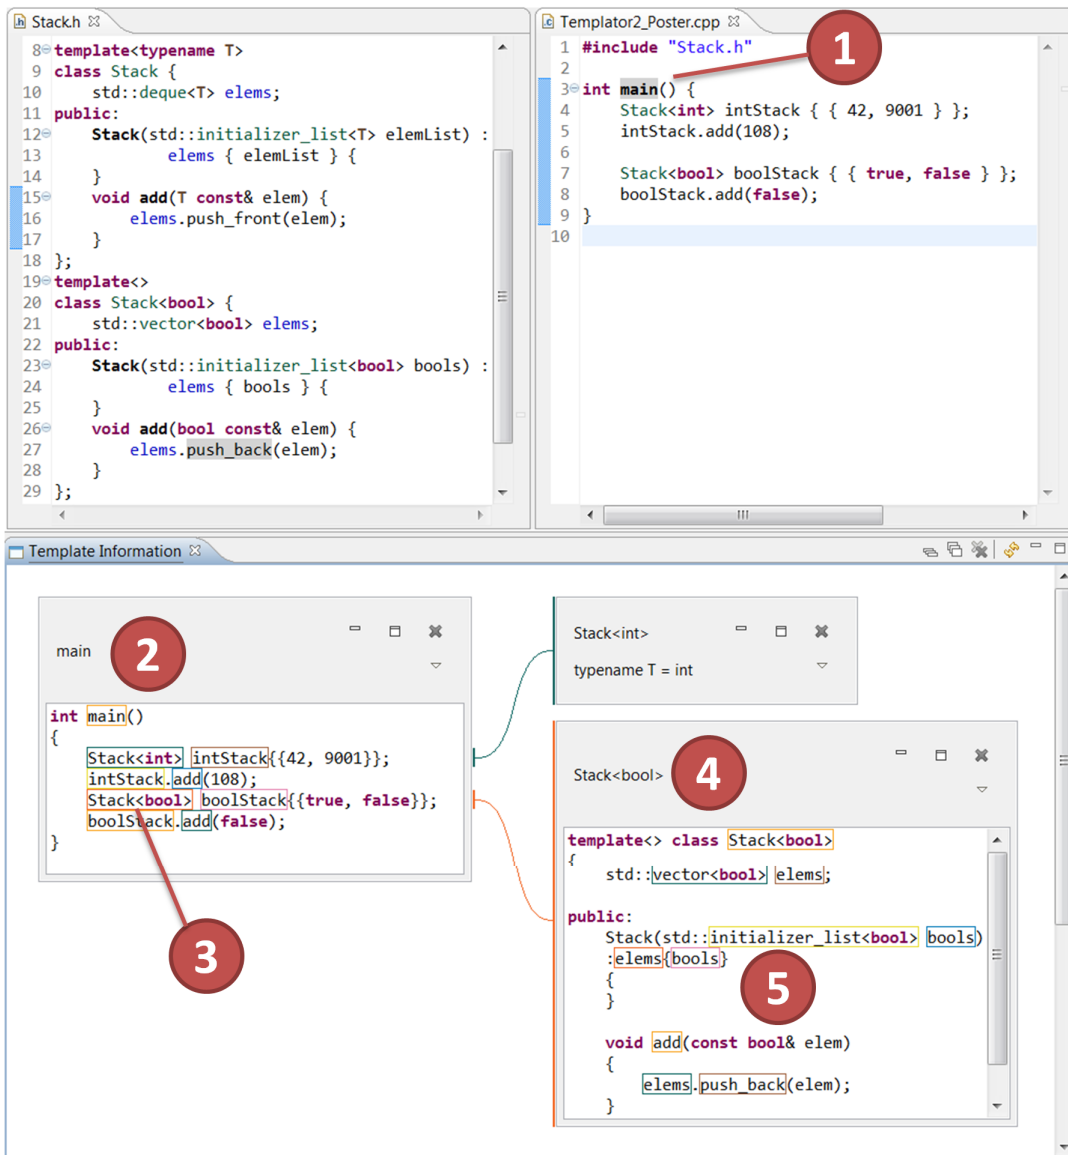 Stack.h
8 template<typename T>
9 class Stack {
10 std::deque<T> elems;
11 public:
12 Stack(std::initializer_list<T> elemList) :
13 elems { elemList } {
14 }
15 void add(T const& elem) {
16 elems.push_front(elem);
17 }
18 };
19 template<>
20 class Stack<bool> {
21 std::vector<bool> elems;
22 public:
23 Stack(std::initializer_list<bool> bools) :
24 elems { bools } {
25 }
26 void add(bool const& elem) {
27 elems.push_back(elem);
28 }
29 };
Templator2_Poster.cpp
1
1 #include "Stack.h"
2
3 int main() {
4 Stack<int> intStack { { 42, 9001 } };
5 intStack.add(108);
6
7 Stack<bool> boolStack { { true, false } };
8 boolStack.add(false);
9 }
10
Template Information
main
2
int main()
{
Stack<int> intStack{{42, 9001}};
intStack.add(108);
Stack<bool> boolStack{{true, false}};
boolStack.add(false);
}
3
Stack<int>
typename T = int
Stack<bool>
4
template<> class Stack<bool>
{
std::vector<bool> elems;
public:
Stack(std::initializer_list<bool> bools)
:elems{bools}
{
}
5
void add(const bool& elem)
{
elems.push_back(elem);
}